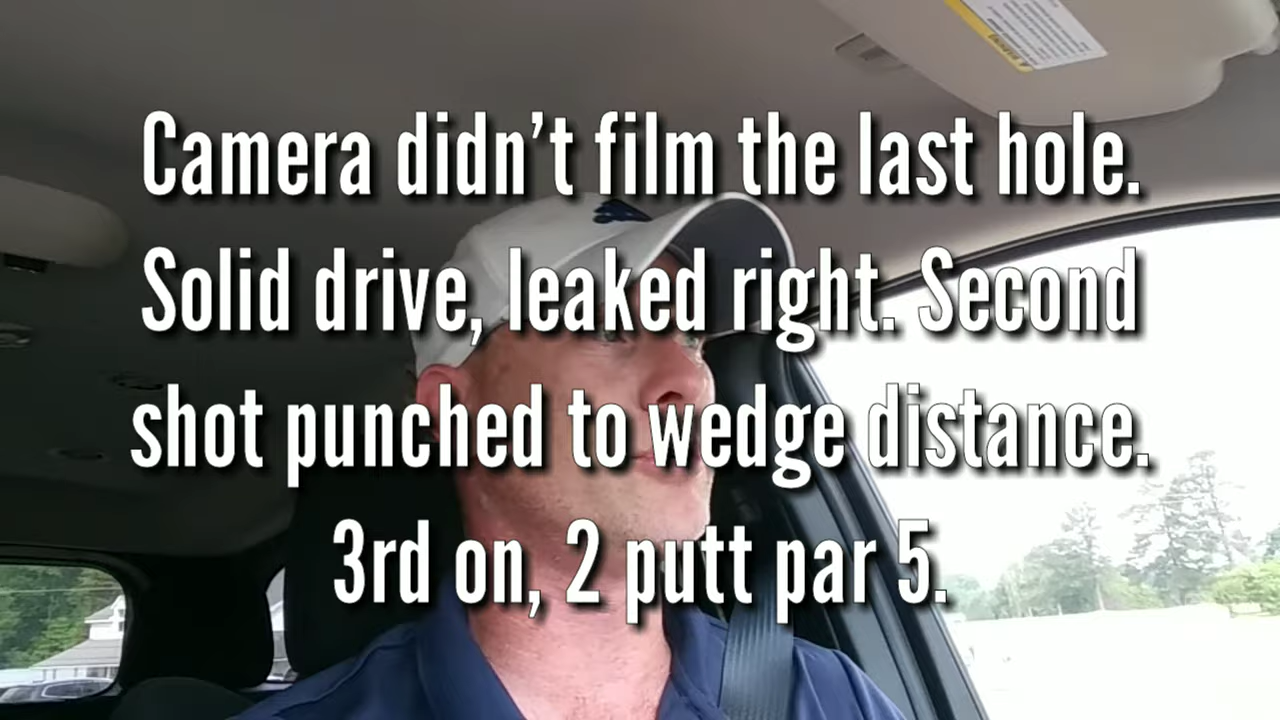 Camera didn’t film the last hole.
Solid drive, leaked right. Second
shot punched to wedge distance.
3rd on, 2 putt par 5.